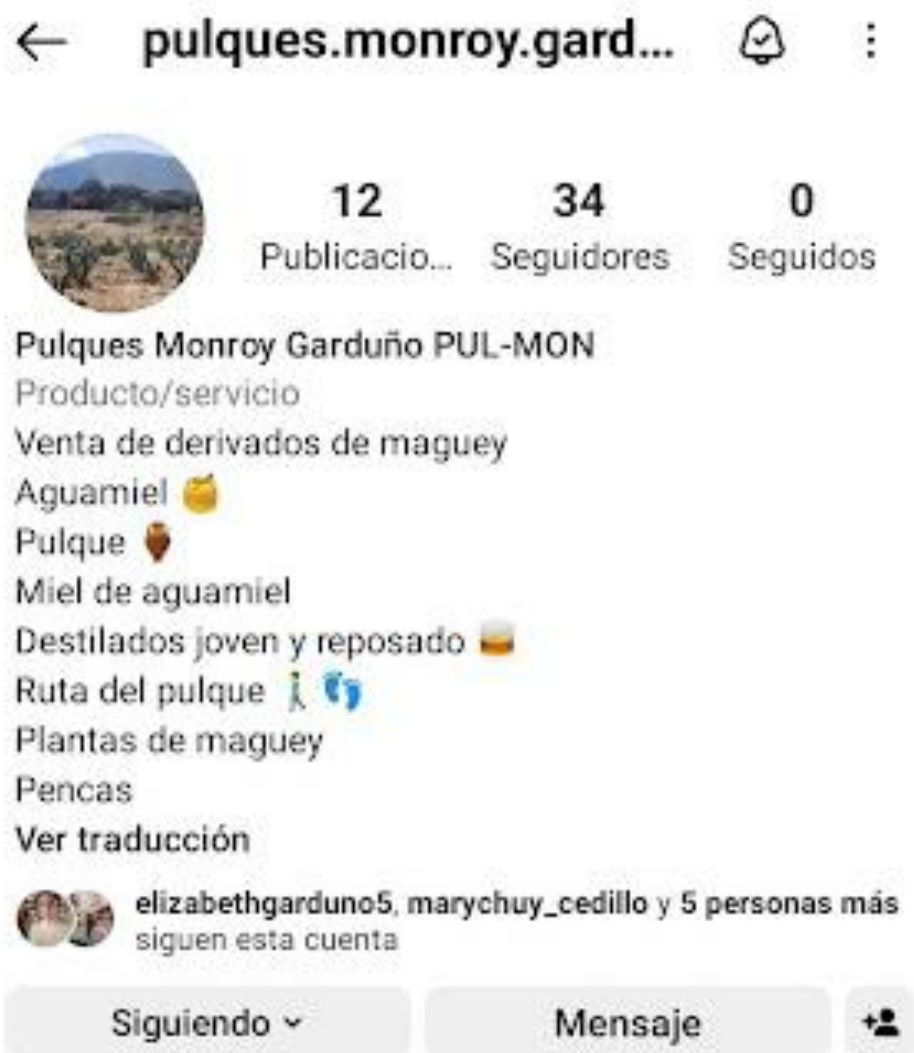 pulques.monroy.gard...
12 34 0
Publicacio... Seguidores Seguidos
Pulques Monroy Garduño PUL-MON
Producto/servicio
Venta de derivados de maguey
Aguamiel 🍯
Pulque 🏺
Miel de aguamiel
Destilados joven y reposado 🥃
Ruta del pulque 🚶👣
Plantas de maguey
Pencas
Ver traducción
elizabethgarduno5, marychuy_cedillo y 5 personas más
siguen esta cuenta
Siguiendo Mensaje